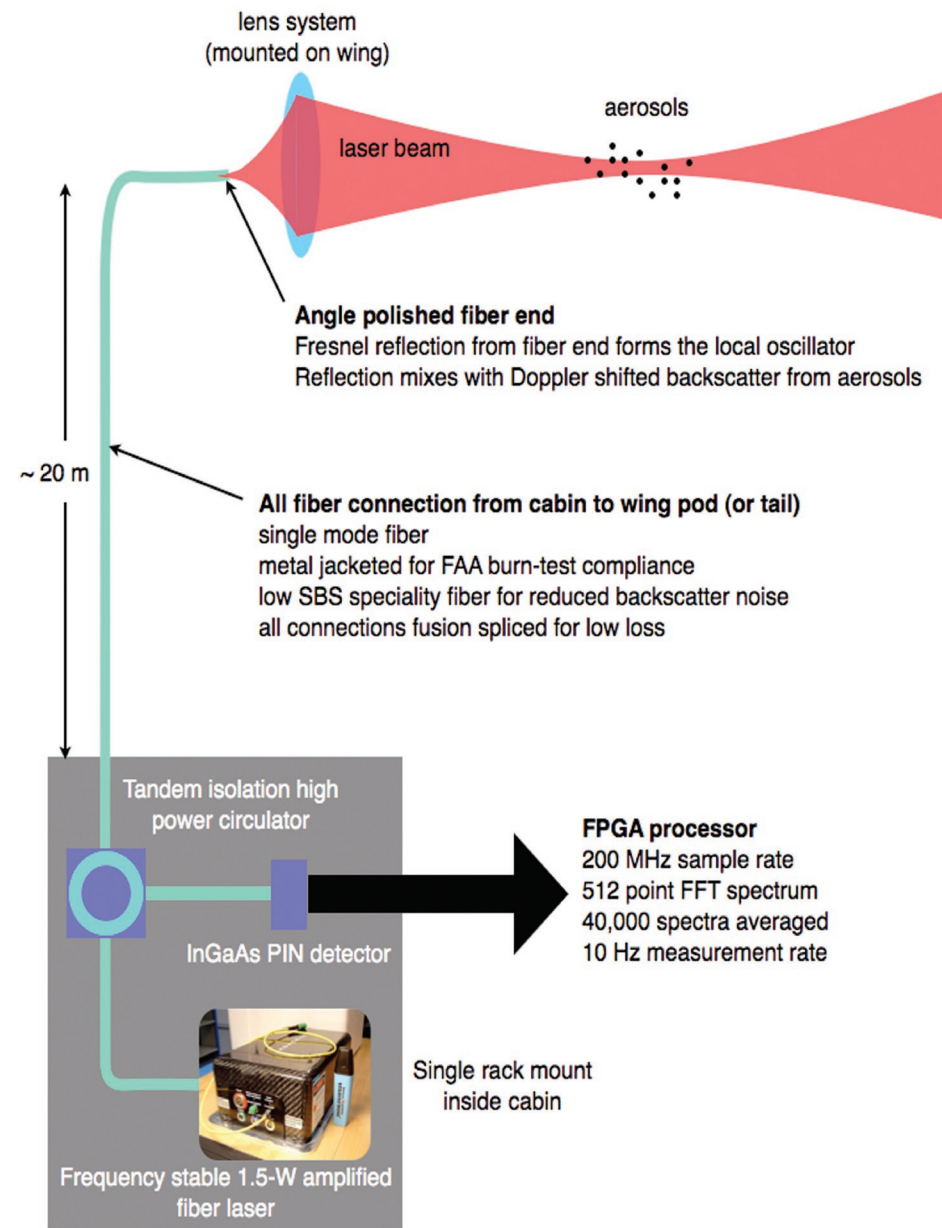 lens system
(mounted on wing)
aerosols
laser beam
Angle polished fiber end
Fresnel reflection from fiber end forms the local oscillator
Reflection mixes with Doppler shifted backscatter from aerosols
~ 20 m
All fiber connection from cabin to wing pod (or tail)
single mode fiber
metal jacketed for FAA burn-test compliance
low SBS speciality fiber for reduced backscatter noise
all connections fusion spliced for low loss
Tandem isolation high
power circulator
FPGA processor
200 MHz sample rate
512 point FFT spectrum
40,000 spectra averaged
10 Hz measurement rate
InGaAs PIN detector
Single rack mount
inside cabin
Frequency stable 1.5-W amplified
fiber laser